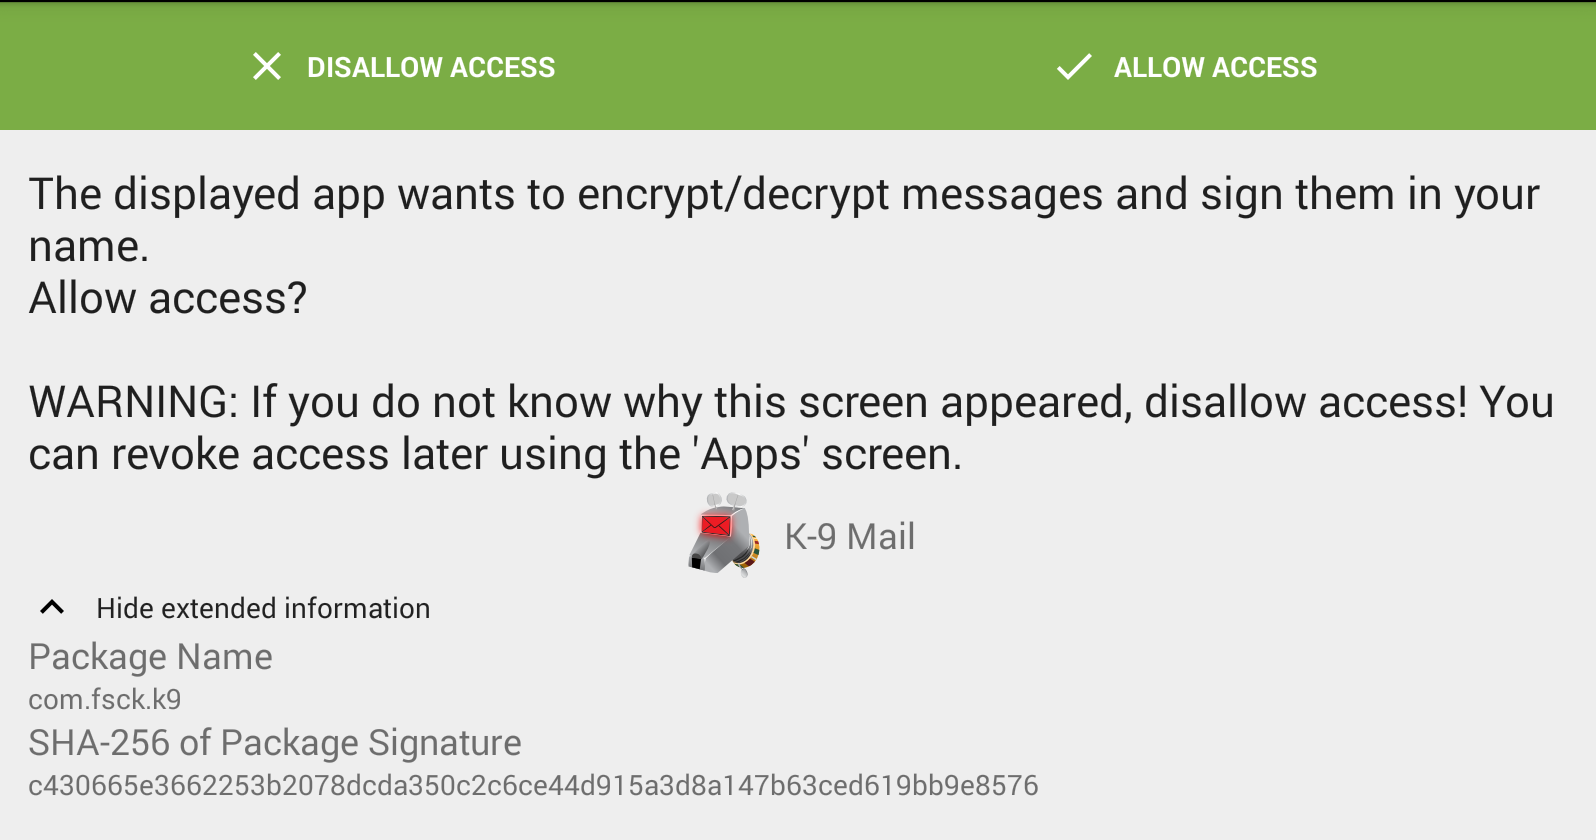 DISALLOW ACCESS
ALLOW ACCESS
The displayed app wants to encrypt/decrypt messages and sign them in your
name.
Allow access?
WARNING: If you do not know why this screen appeared, disallow access! You
can revoke access later using the 'Apps' screen.
K-9 Mail
Hide extended information
Package Name
com.fsck.k9
SHA-256 of Package Signature
c430665e3662253b2078dcda350c2c6ce44d915a3d8a147b63ced619bb9e8576